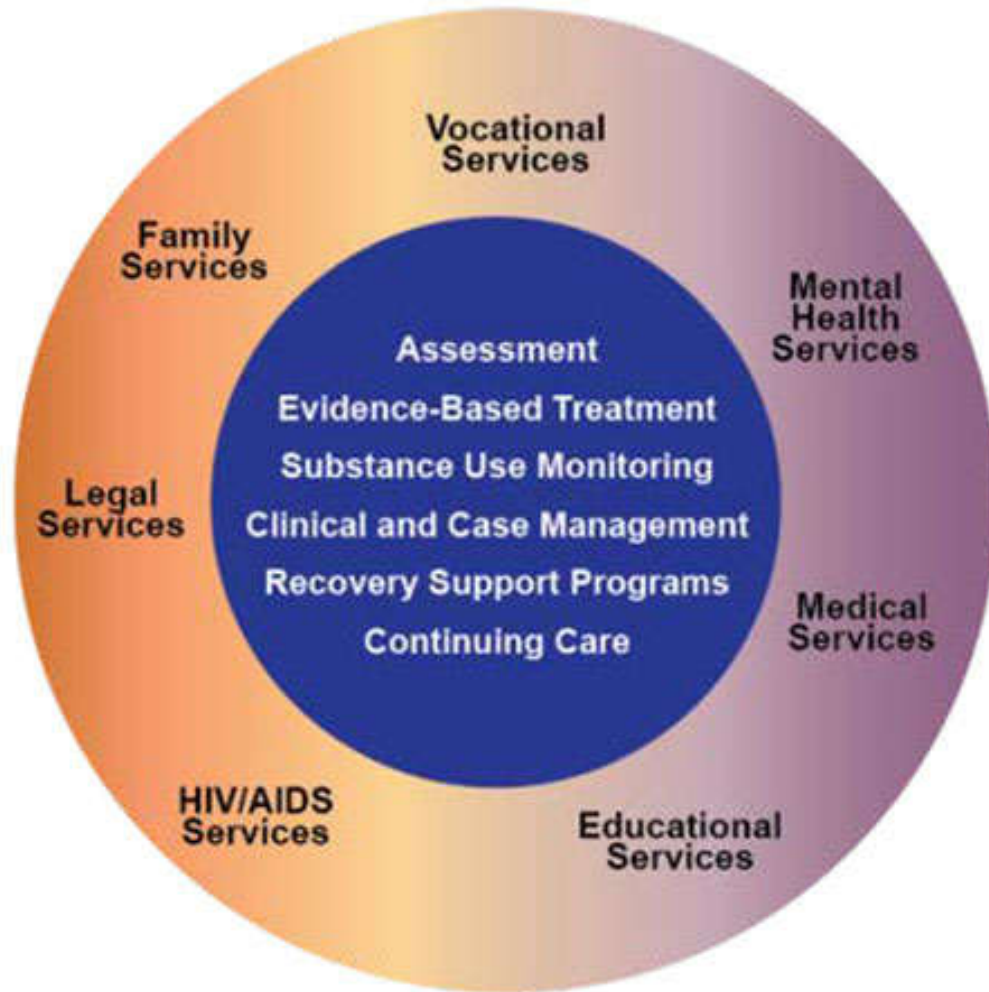 Vocational
Services
Family
Services
Mental
Health
Services
Assessment
Evidence-Based Treatment
Substance Use Monitoring
Clinical and Case Management
Recovery Support Programs
Continuing Care
Legal
Services
Medical
Services
HIV/AIDS
Services
Educational
Services